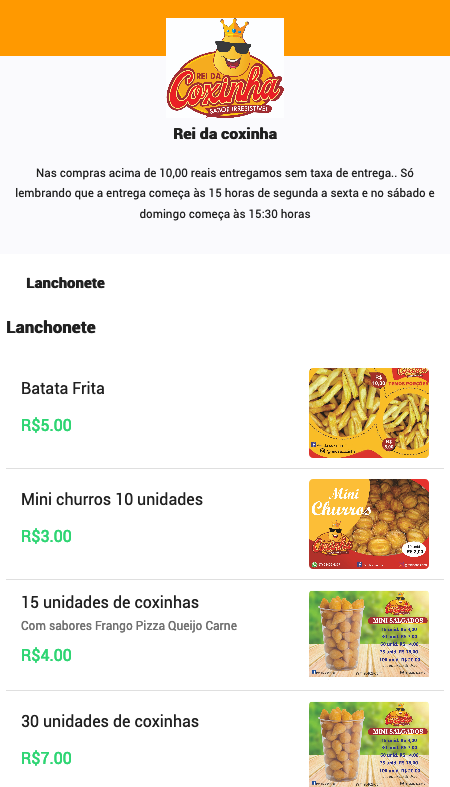 REI DA
Coxinha
SABOR IRRESISTÍVEL
Rei da coxinha
Nas compras acima de 10,00 reais entregamos sem taxa de entrega.. Só
lembrando que a entrega começa às 15 horas de segunda a sexta e no sábado e
domingo começa às 15:30 horas
Lanchonete
Lanchonete
Batata Frita
R$5.00
R$
10,00
Mini churros 10 unidades
R$3.00
Mini
Churros
15 unidades de coxinhas
Com sabores Frango Pizza Queijo Carne
R$4.00
MINI SALGADOS
30 unidades de coxinhas
R$7.00
MINI SALGADOS